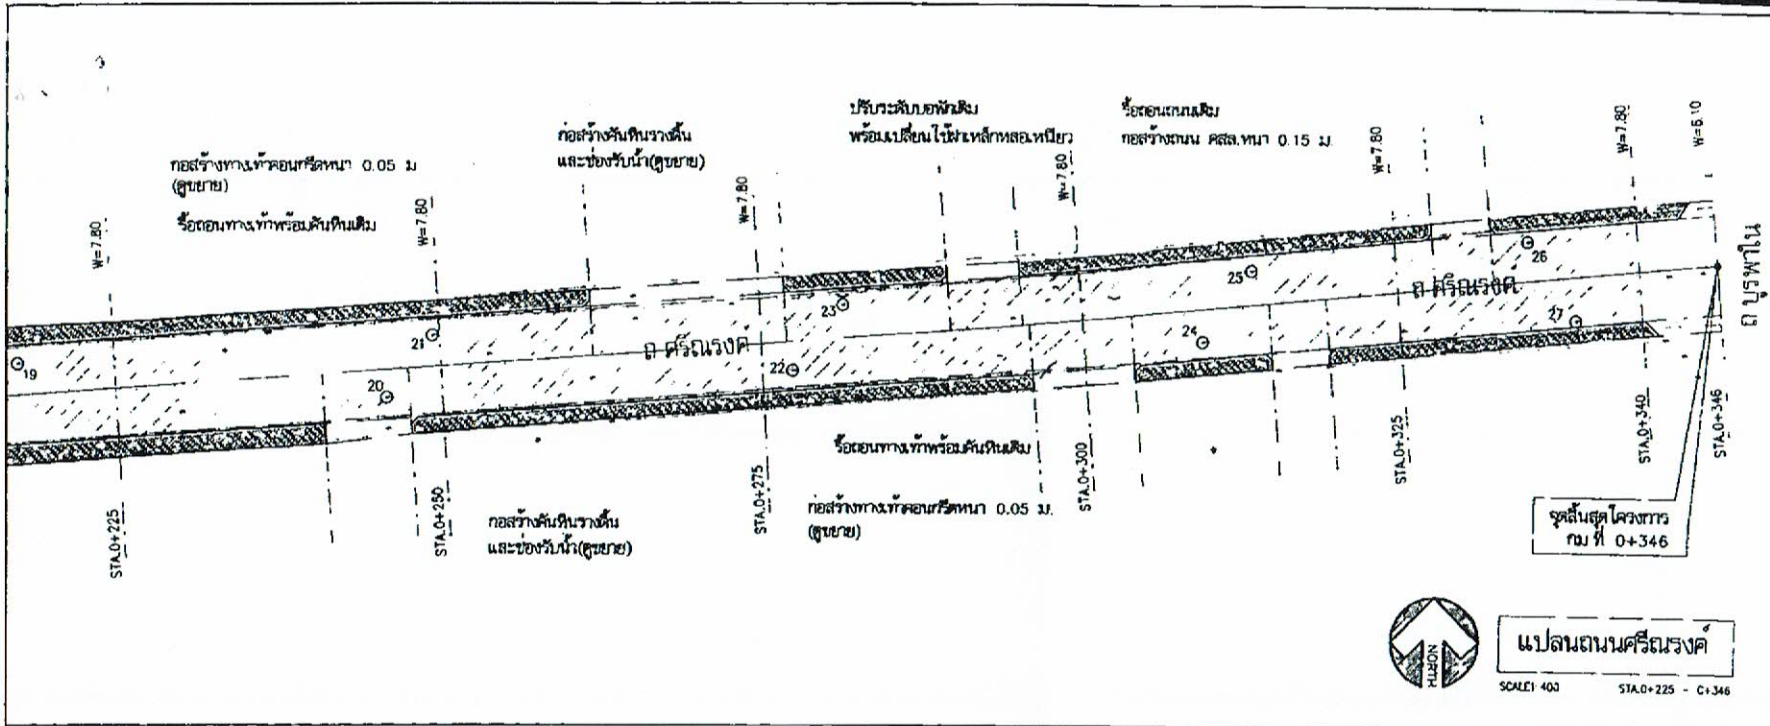 ก่อสร้างทางเท้าคอนกรีตหนา 0.05 ม
(ดูขยาย)
รื้อถอนทางเท้าพร้อมคันหินเดิม
ก่อสร้างคันหินรางตื้น
และช่องรับน้ำ(ดูขยาย)
ปรับระดับบ่อพักเดิม
พร้อมเปลี่ยนใช้ฝาเหล็กหล่อเหนียว
รื้อถอนถนนเดิม
ก่อสร้างถนน คสล.หนา 0.15 ม.
W=7.80
W=7.80
W=7.80
W=7.80
W=7.80
W=7.80
W=6.10
19
20
21
22
23
24
25
26
27
ถ ศรีณรงค์
ถ ศรีณรงค์
ถ บูรพาใน
รื้อถอนทางเท้าพร้อมคันหินเดิม
ก่อสร้างคันหินรางตื้น
และช่องรับน้ำ(ดูขยาย)
ก่อสร้างทางเท้าคอนกรีตหนา 0.05 ม.
(ดูขยาย)
STA.0+225
STA.0+250
STA.0+275
STA.0+300
STA.0+325
STA.0+340
STA.0+346
จุดสิ้นสุดโครงการ
กม ที่ 0+346
NORTH
แปลนถนนศรีณรงค์
SCALE1:400
STA.0+225 - 0+346